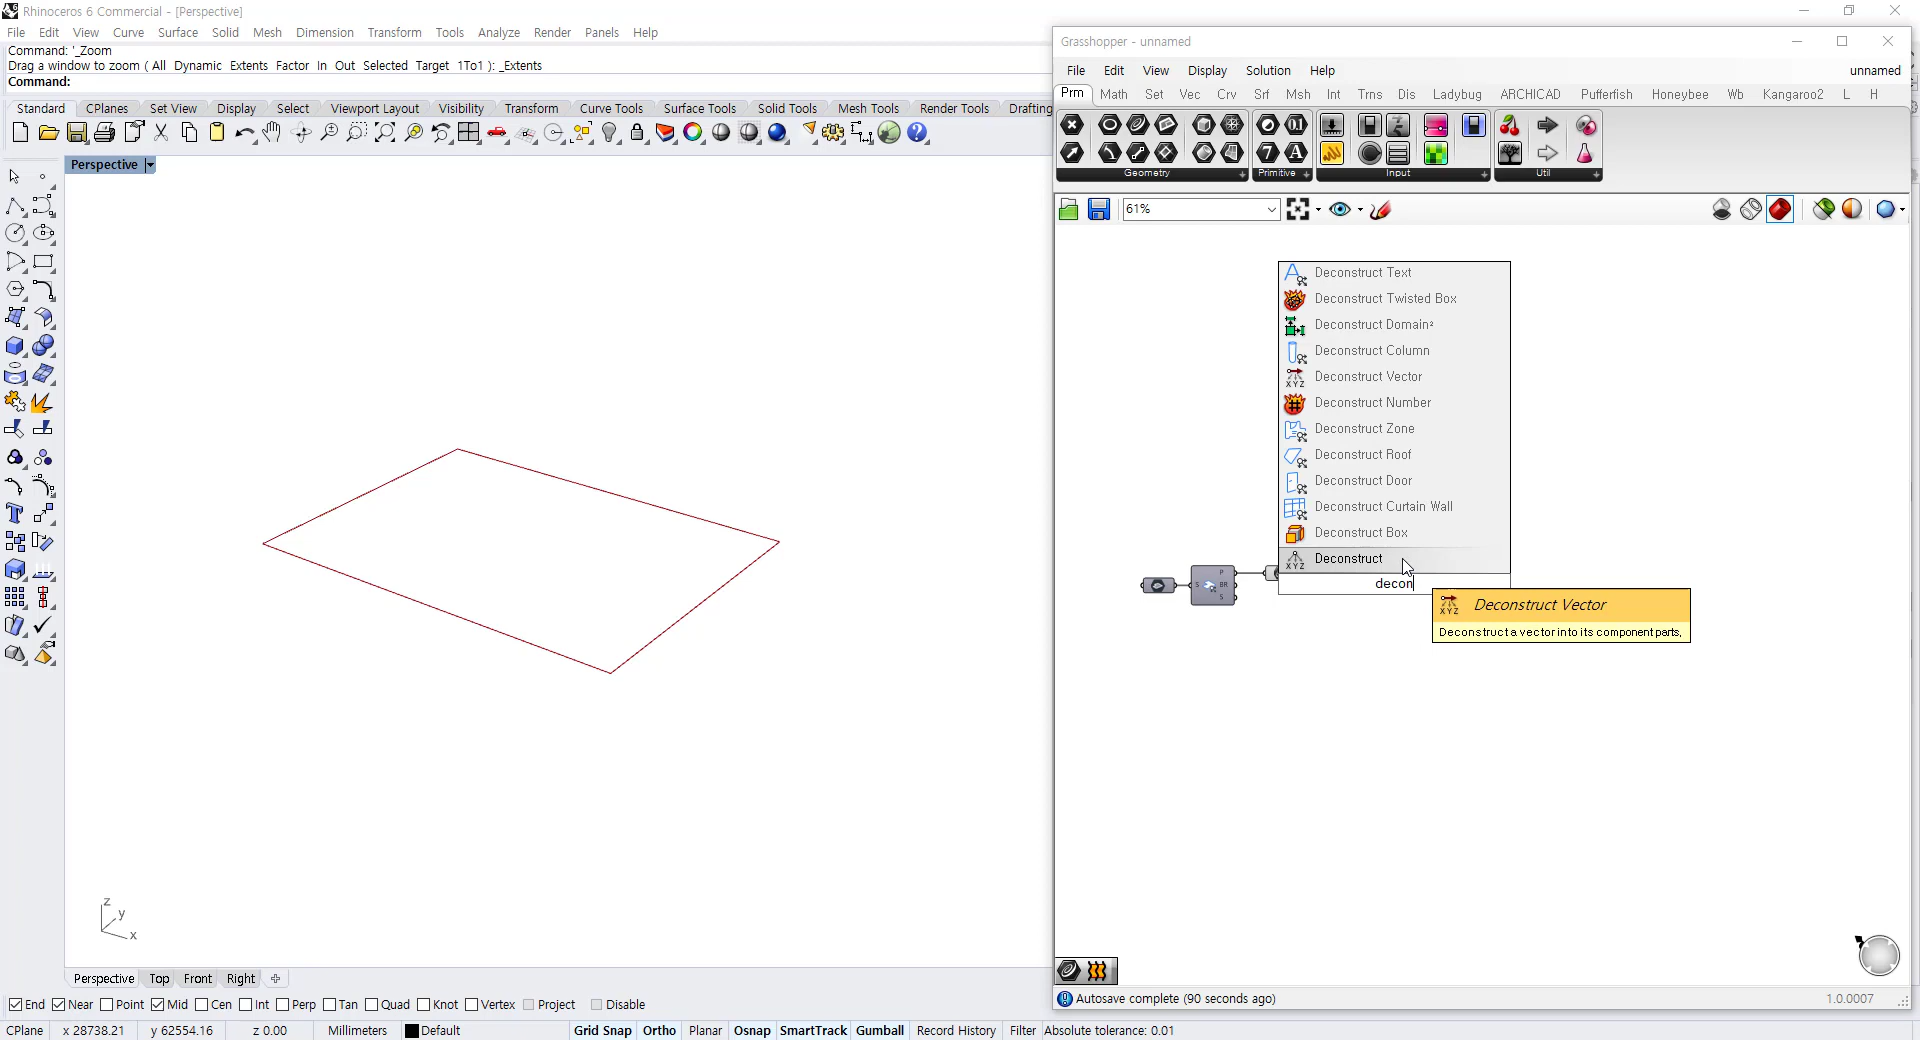 Rhinoceros 6 Commercial - [Perspective]
File Edit View Curve Surface Solid Mesh Dimension Transform Tools Analyze Render Panels Help
Command: '_Zoom
Drag a window to zoom ( All Dynamic Extents Factor In Out Selected Target 1To1 ): _Extents
Command:
Standard CPlanes Set View Display Select Viewport Layout Visibility Transform Curve Tools Surface Tools Solid Tools Mesh Tools Render Tools Drafting
Perspective
z
y
x
Perspective Top Front Right
End Near Point Mid Cen Int Perp Tan Quad Knot Vertex Project Disable
CPlane x 28738.21 y 62554.16 z 0.00 Millimeters Default Grid Snap Ortho Planar Osnap SmartTrack Gumball Record History Filter Absolute tolerance: 0.01
Grasshopper - unnamed
File Edit View Display Solution Help unnamed
Prm Math Set Vec Crv Srf Msh Int Trns Dis Ladybug ARCHICAD Pufferfish Honeybee Wb Kangaroo2 L H
Geometry Primitive Input Util
61%
Deconstruct Text
Deconstruct Twisted Box
Deconstruct Domain²
Deconstruct Column
Deconstruct Vector
Deconstruct Number
Deconstruct Zone
Deconstruct Roof
Deconstruct Door
Deconstruct Curtain Wall
Deconstruct Box
Deconstruct
decon
P
S BR
S
XYZ Deconstruct Vector
Deconstruct a vector into its component parts.
Autosave complete (90 seconds ago) 1.0.0007